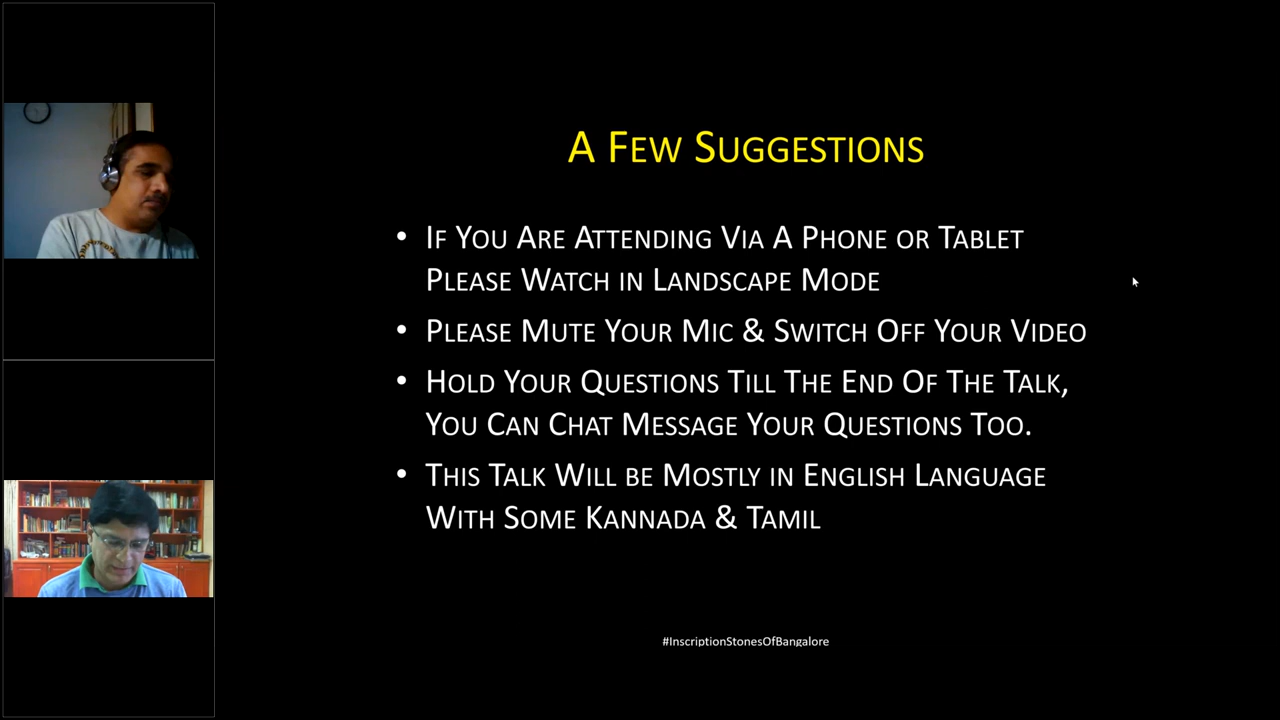 A FEW SUGGESTIONS
• IF YOU ARE ATTENDING VIA A PHONE OR TABLET
PLEASE WATCH IN LANDSCAPE MODE
• PLEASE MUTE YOUR MIC & SWITCH OFF YOUR VIDEO
• HOLD YOUR QUESTIONS TILL THE END OF THE TALK,
YOU CAN CHAT MESSAGE YOUR QUESTIONS TOO.
• THIS TALK WILL BE MOSTLY IN ENGLISH LANGUAGE
WITH SOME KANNADA & TAMIL
#InscriptionStonesOfBangalore